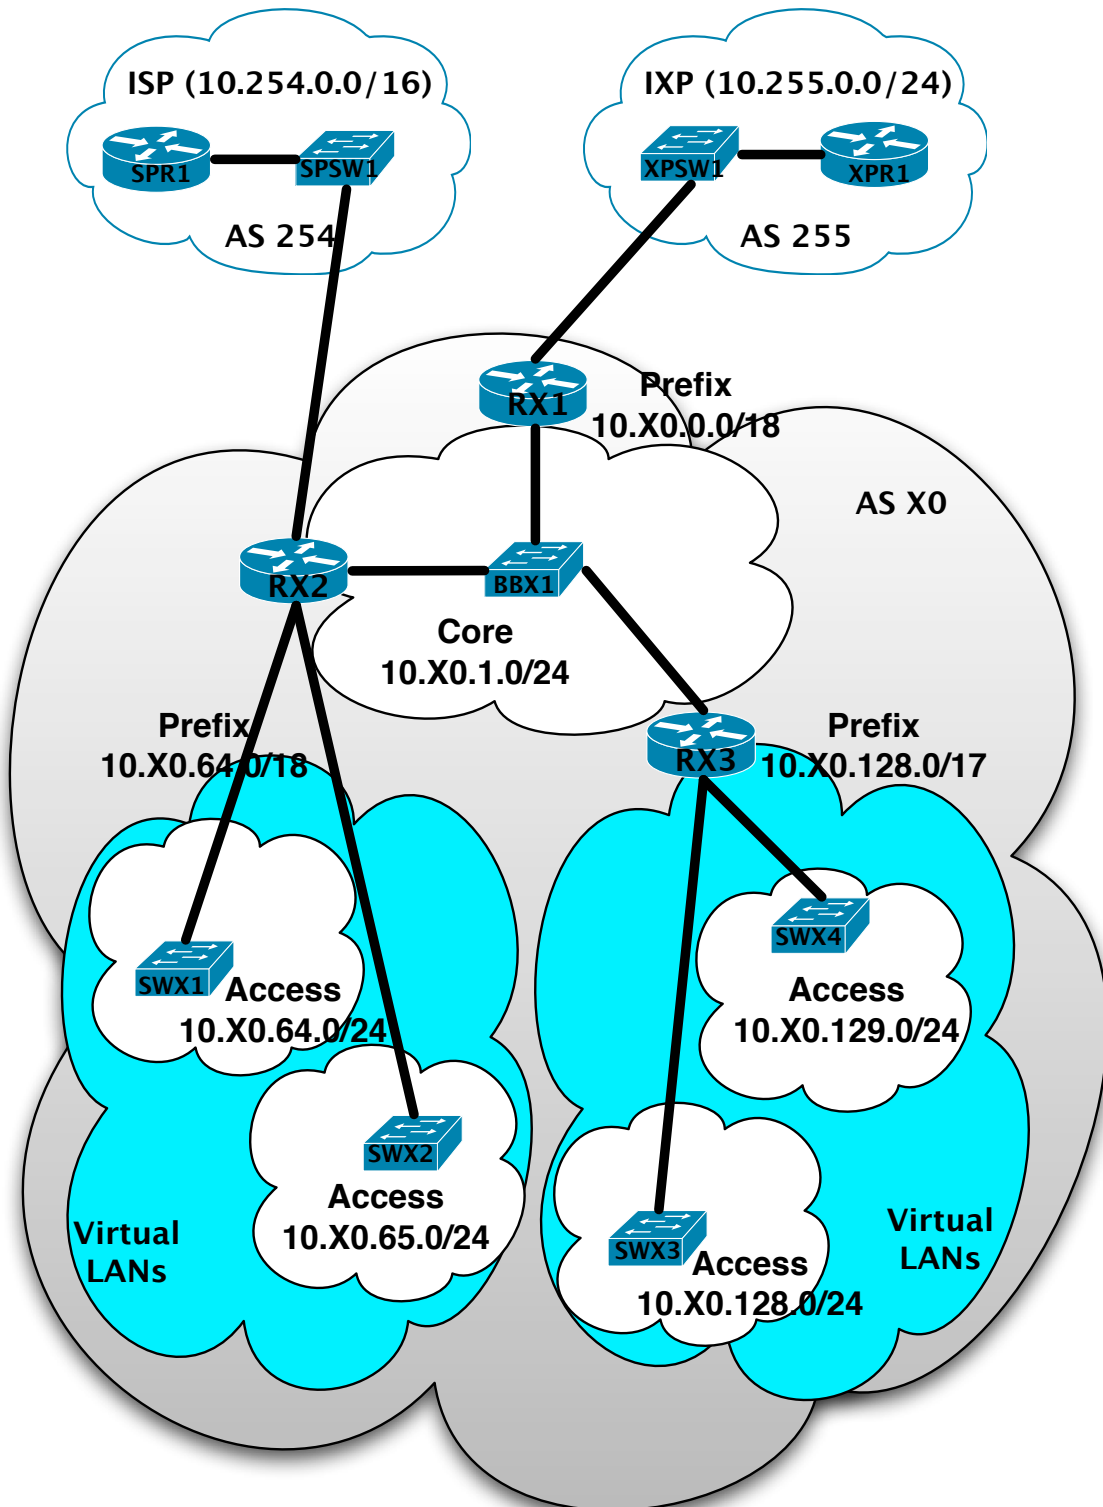 ISP (10.254.0.0/16)
SPR1
SPSW1
AS 254
IXP (10.255.0.0/24)
XPSW1
XPR1
AS 255
RX1
Prefix
10.X0.0.0/18
AS X0
RX2
BBX1
Core
10.X0.1.0/24
Prefix
10.X0.64.0/18
RX3
Prefix
10.X0.128.0/17
SWX1
Access
10.X0.64.0/24
SWX4
Access
10.X0.129.0/24
SWX2
Access
10.X0.65.0/24
Virtual
LANs
SWX3
Access
10.X0.128.0/24
Virtual
LANs